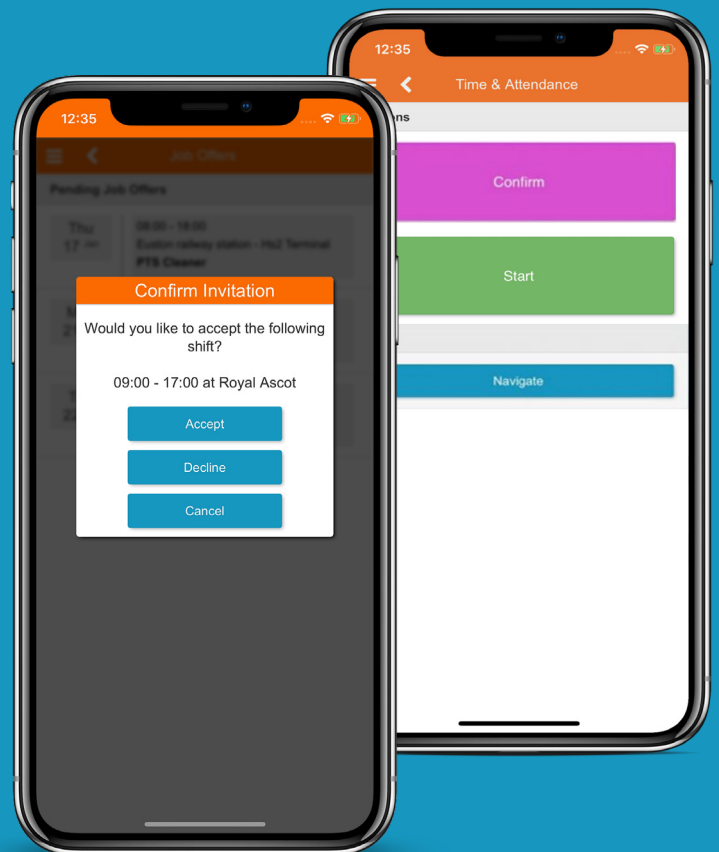 12:35
Job Offers
Pending Job Offers
Thu
17 Jan
08:00 - 18:00
Euston railway station - Hs2 Terminal
PTS Cleaner
Confirm Invitation
Would you like to accept the following
shift?
09:00 - 17:00 at Royal Ascot
Accept
Decline
Cancel
12:35
Time & Attendance
ns
Confirm
Start
Navigate